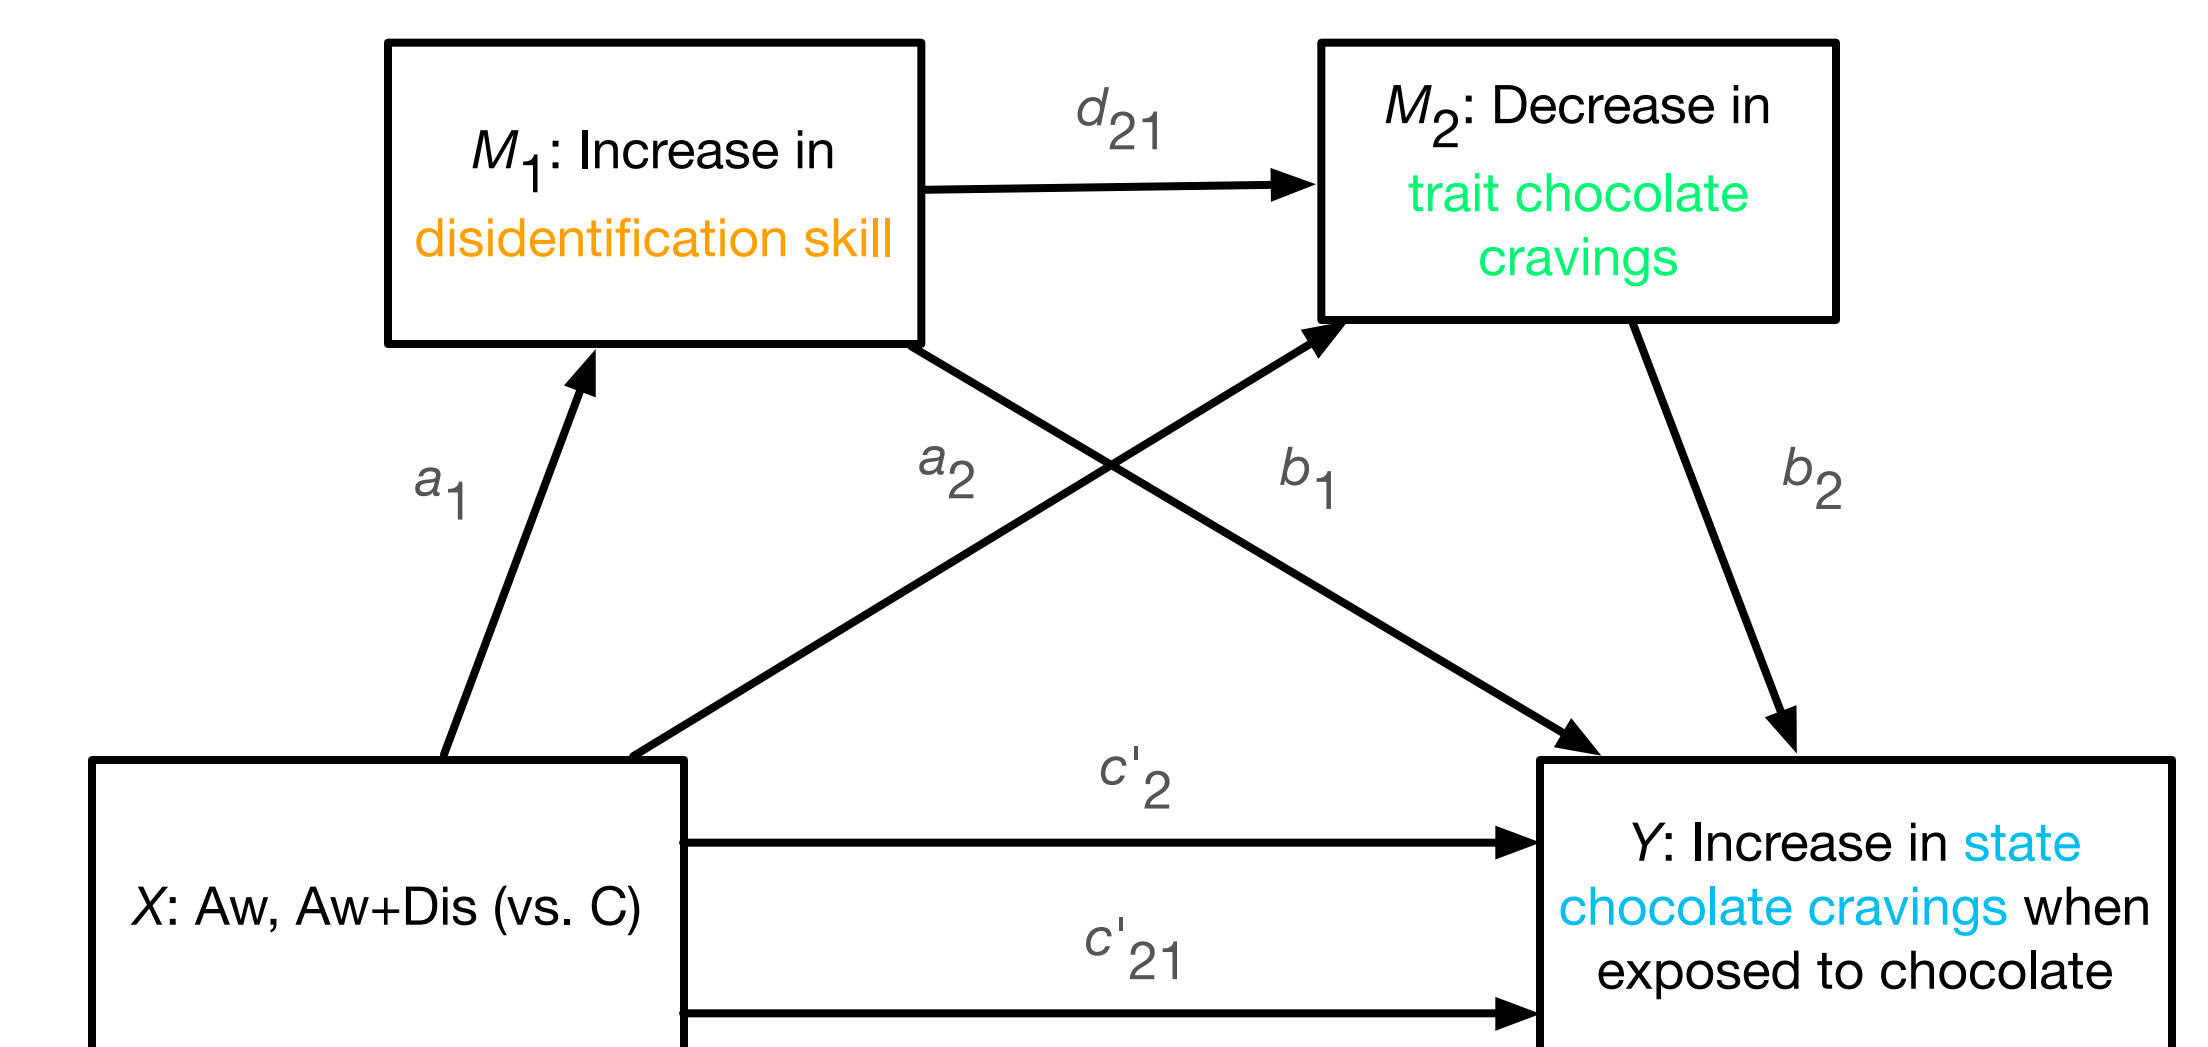 M1: Increase in
disidentification skill
d21
M2: Decrease in
trait chocolate
cravings
a1
a2
b1
b2
c'2
c'21
X: Aw, Aw+Dis (vs. C)
Y: Increase in state
chocolate cravings when
exposed to chocolate